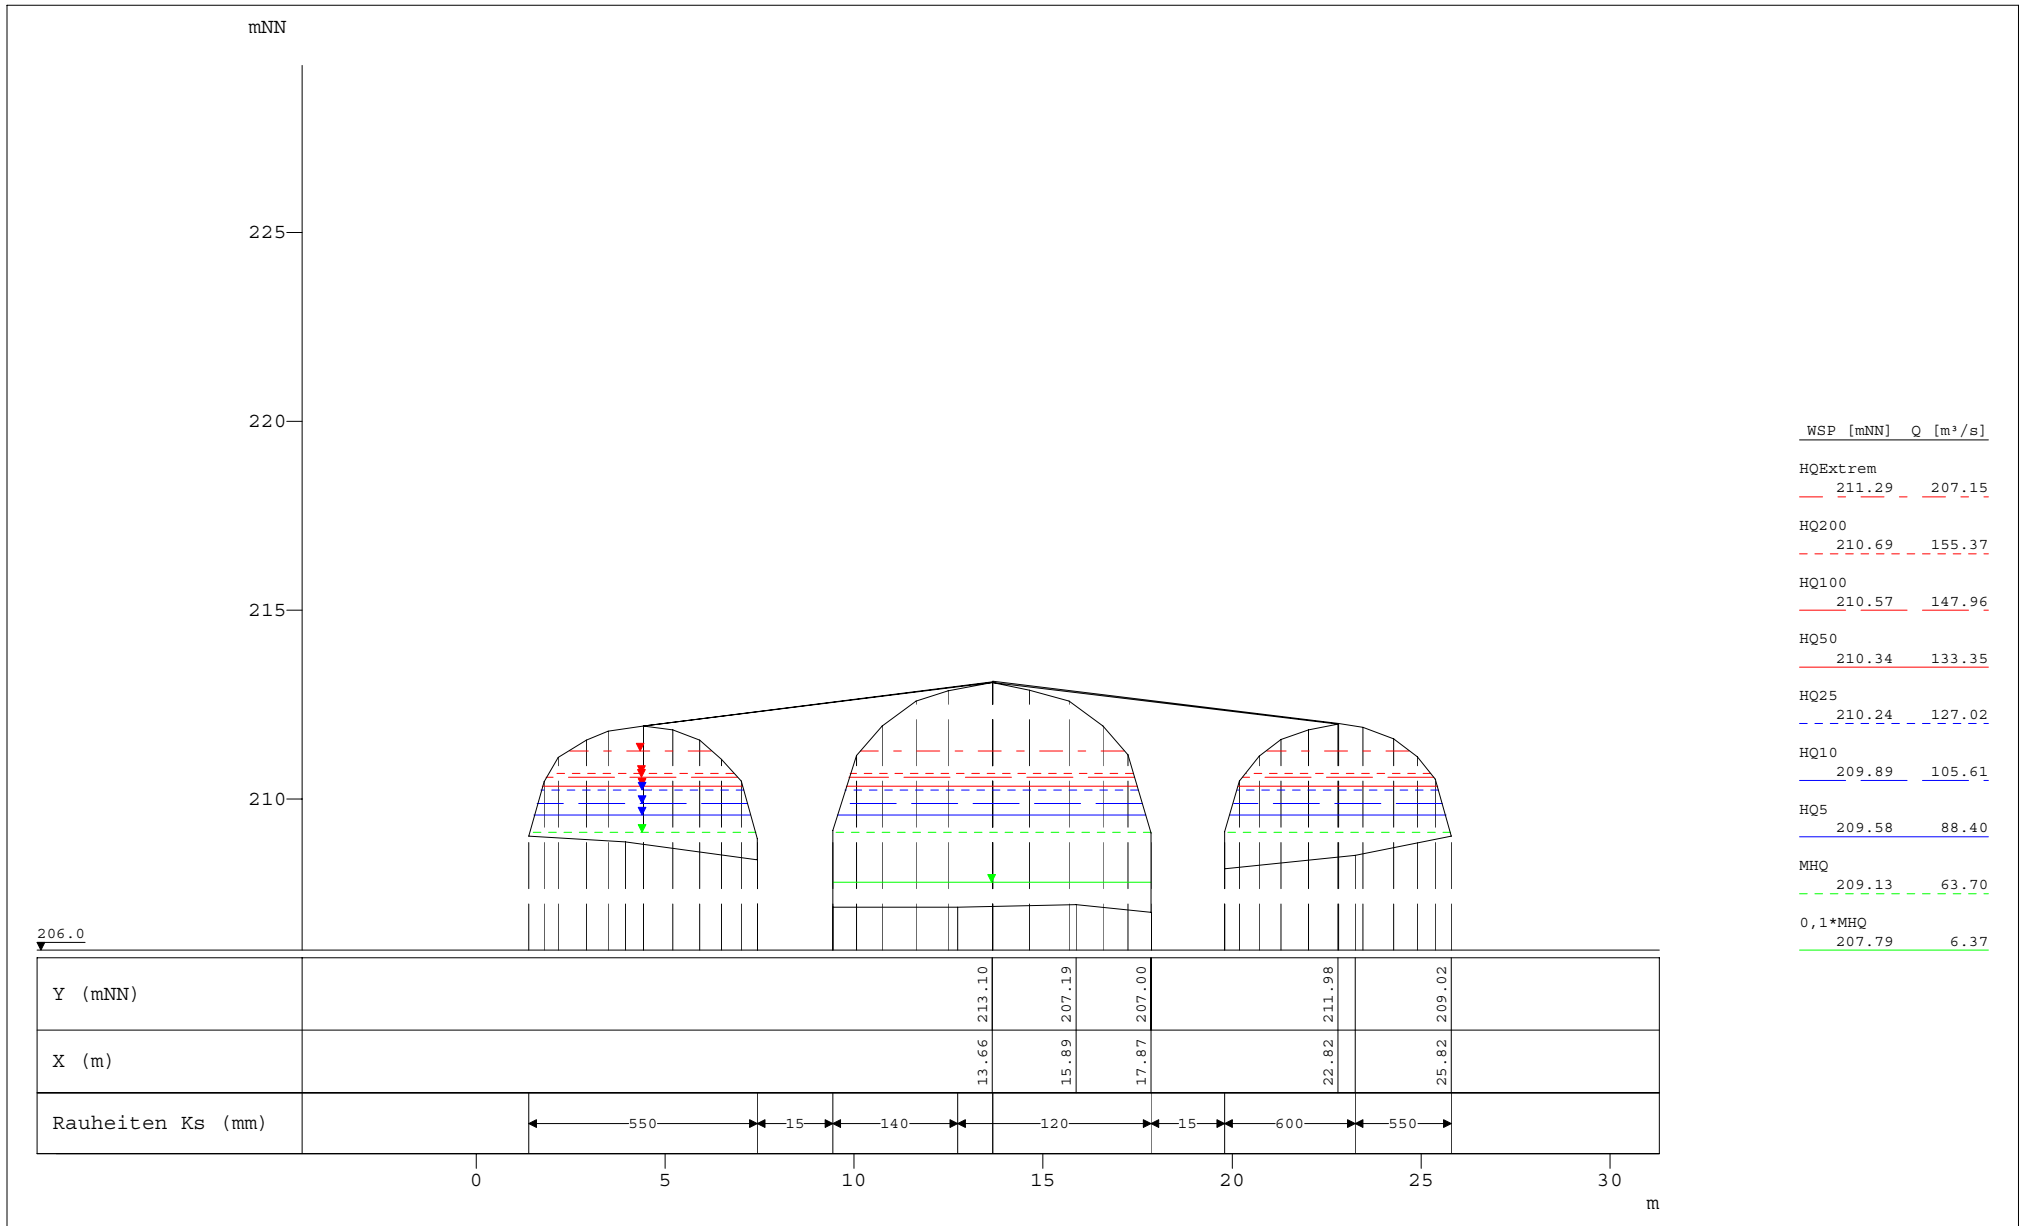 mNN
225
220
215
210
206.0
WSP [mNN] Q [m³/s]
HQExtrem
211.29 207.15
HQ200
210.69 155.37
HQ100
210.57 147.96
HQ50
210.34 133.35
HQ25
210.24 127.02
HQ10
209.89 105.61
HQ5
209.58 88.40
MHQ
209.13 63.70
0,1*MHQ
207.79 6.37
Y (mNN) 213.10 207.19 207.00 211.98 209.02
X (m) 13.66 15.89 17.87 22.82 25.82
Rauheiten Ks (mm) 550 15 140 120 15 600 550
0 5 10 15 20 25 30
m